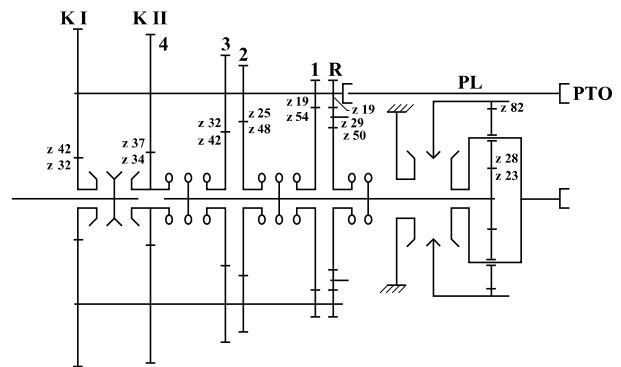 K I
K II
4
3
2
1 R
PL
PTO
z 42
z 32
z 37
z 34
z 32
z 42
z 25
z 48
z 19
z 54
z 19
z 29
z 50
z 82
z 28
z 23